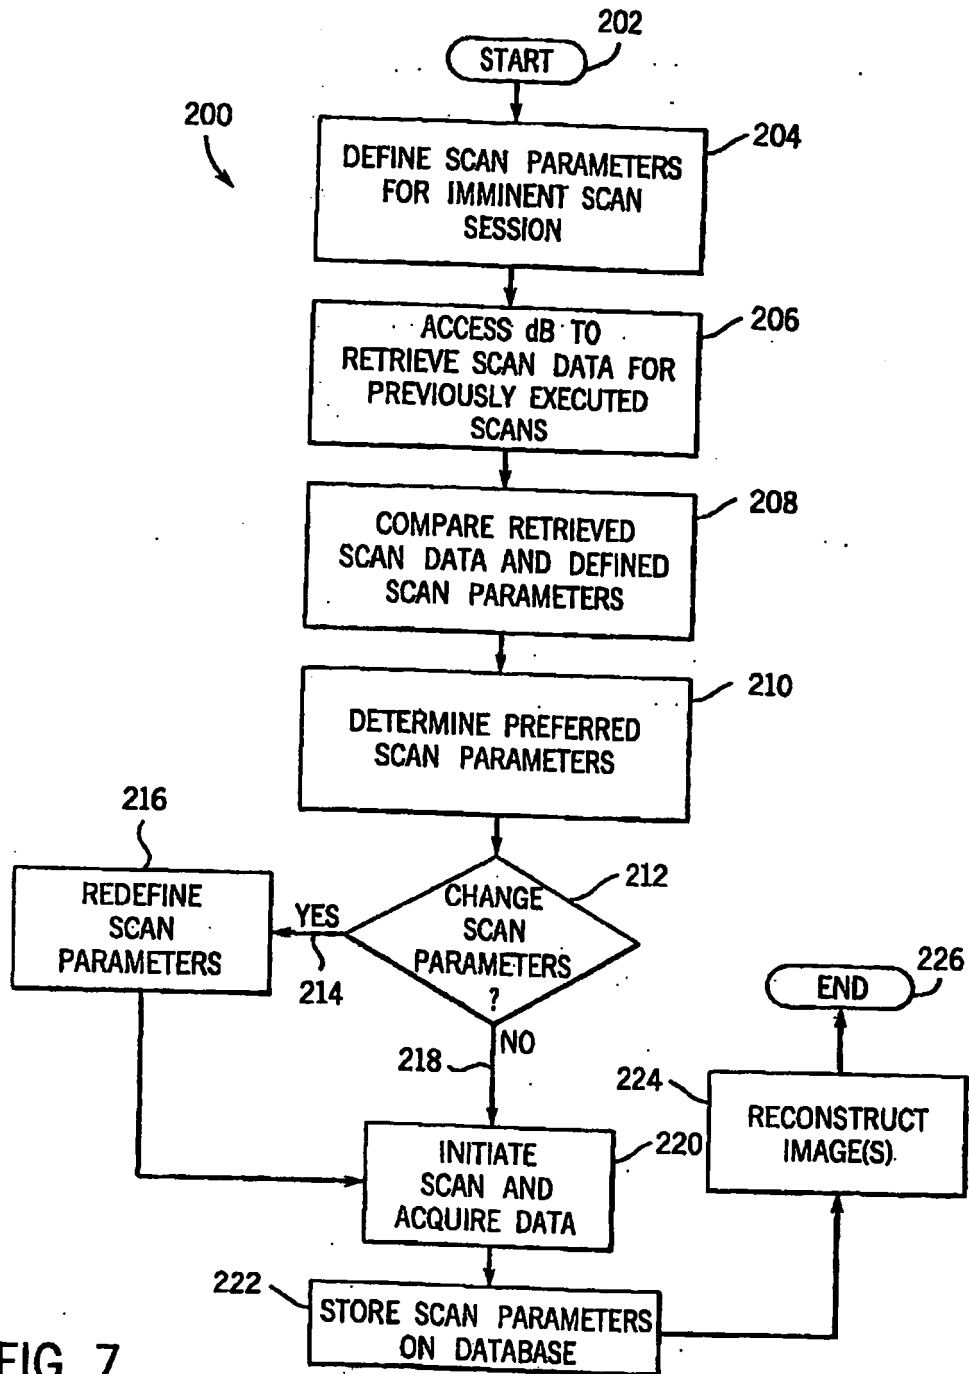 202
START
200
204
DEFINE SCAN PARAMETERS
FOR IMMINENT SCAN
SESSION
206
ACCESS dB TO
RETRIEVE SCAN DATA FOR
PREVIOUSLY EXECUTED
SCANS
208
COMPARE RETRIEVED
SCAN DATA AND DEFINED
SCAN PARAMETERS
210
DETERMINE PREFERRED
SCAN PARAMETERS
216
212
REDEFINE
SCAN
PARAMETERS
YES
214
CHANGE
SCAN
PARAMETERS
?
226
END
NO
218
224
RECONSTRUCT
IMAGE(S)
220
INITIATE
SCAN AND
ACQUIRE DATA
222
STORE SCAN PARAMETERS
ON DATABASE
FIG. 7